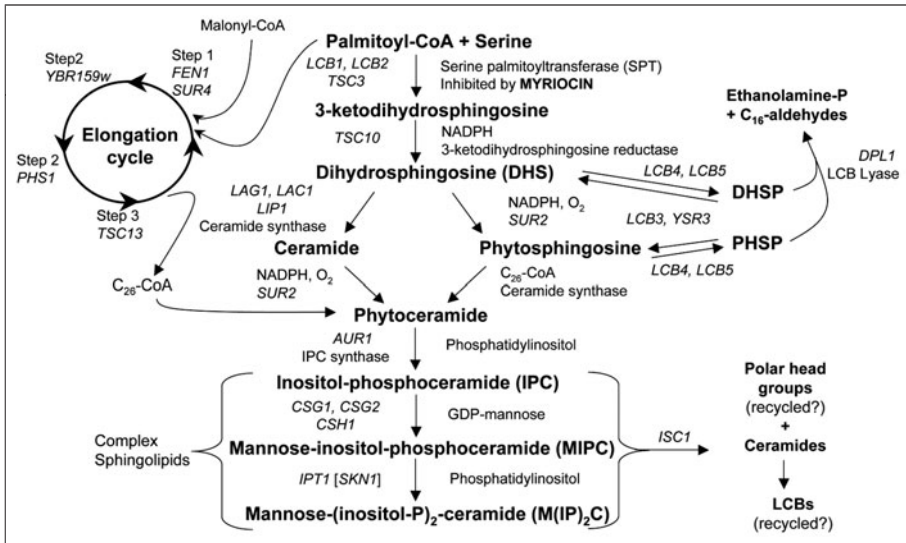 Malonyl-CoA
Step2
YBR159w
Step 1
FEN1
SUR4
Elongation
cycle
Step 2
PHS1
Step 3
TSC13
C26-CoA
Palmitoyl-CoA + Serine
LCB1, LCB2
TSC3
Serine palmitoyltransferase (SPT)
Inhibited by MYRIOCIN
3-ketodihydrosphingosine
TSC10
NADPH
3-ketodihydrosphingosine reductase
Dihydrosphingosine (DHS)
LAG1, LAC1
LIP1
Ceramide synthase
NADPH, O2
SUR2
Ceramide
Phytosphingosine
NADPH, O2
SUR2
C26-CoA
Ceramide synthase
Phytoceramide
Ethanolamine-P
+ C16-aldehydes
DPL1
LCB Lyase
LCB4, LCB5
DHSP
LCB3, YSR3
PHSP
LCB4, LCB5
AUR1
IPC synthase
Phosphatidylinositol
Inositol-phosphoceramide (IPC)
CSG1, CSG2
CSH1
GDP-mannose
Complex
Sphingolipids
Mannose-inositol-phosphoceramide (MIPC)
IPT1 [SKN1]
Phosphatidylinositol
Mannose-(inositol-P)2-ceramide (M(IP)2C)
ISC1
Polar head
groups
(recycled?)
+
Ceramides
LCBs
(recycled?)